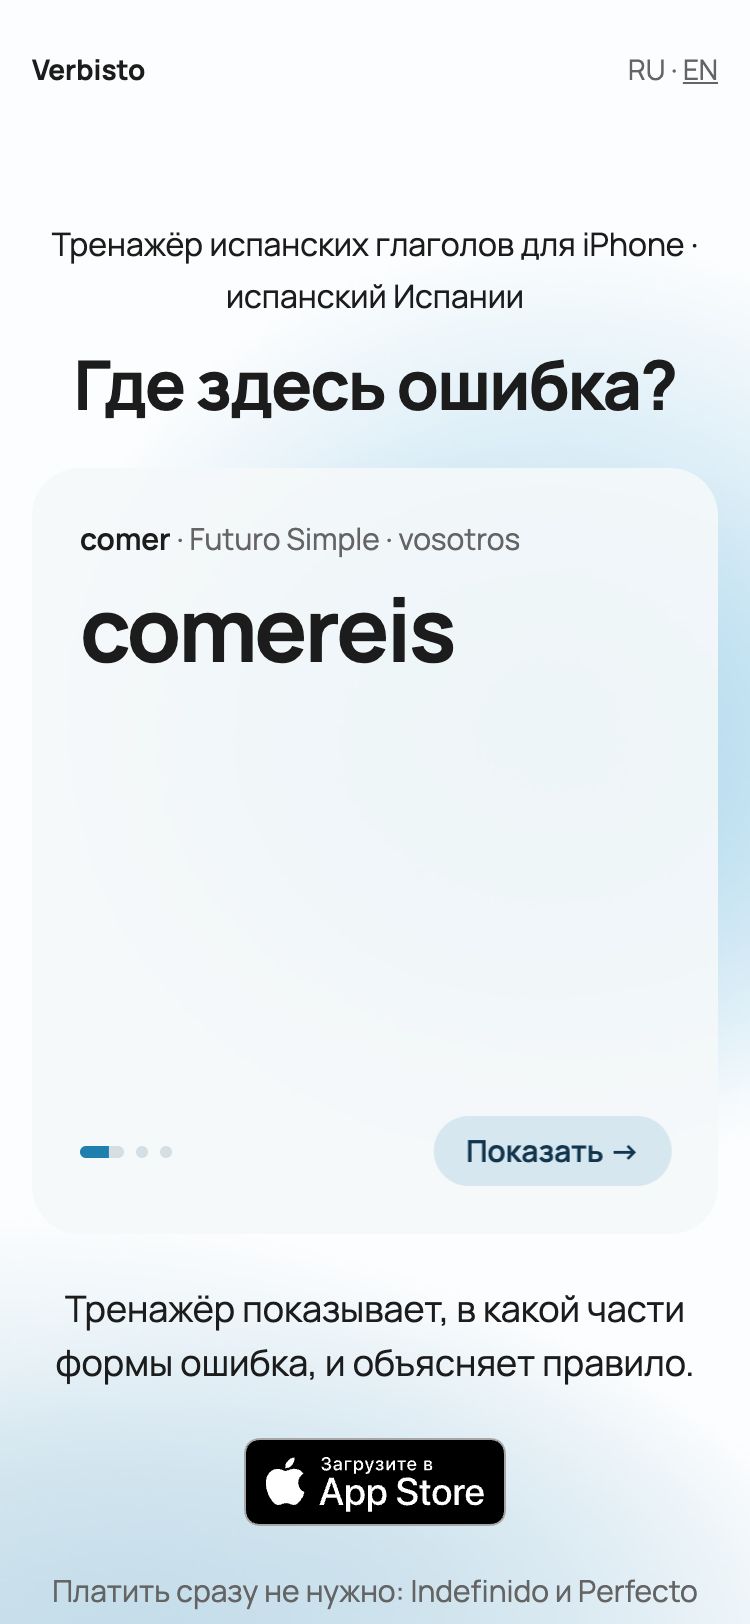 Verbisto
RU · EN
Тренажёр испанских глаголов для iPhone ·
испанский Испании
Где здесь ошибка?
comer · Futuro Simple · vosotros
comereis
Показать →
Тренажёр показывает, в какой части
формы ошибка, и объясняет правило.
Загрузите в
App Store
Платить сразу не нужно: Indefinido и Perfecto